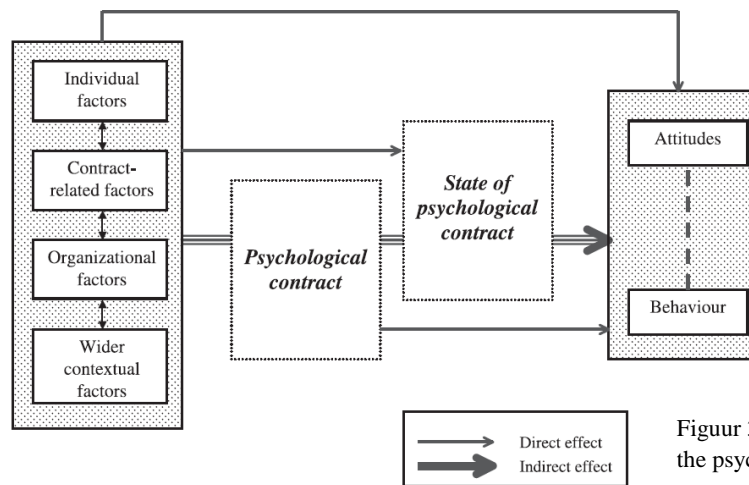 Individual
factors
Contract-
related factors
Organizational
factors
Wider
contextual
factors
Psychological
contract
State of
psychological
contract
Attitudes
Behaviour
Direct effect
Indirect effect
Figuur
the